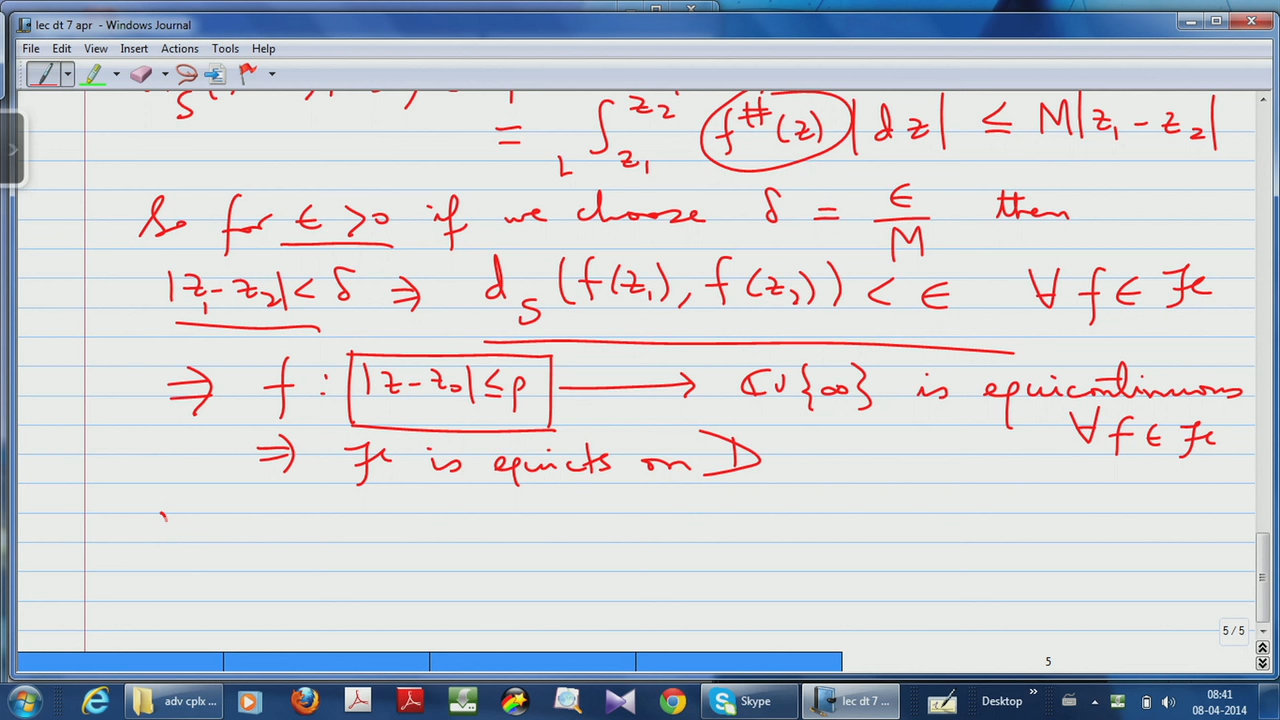 lec dt 7 apr - Windows Journal
File Edit View Insert Actions Tools Help
= ∫_L z₁ z₂ f^#(z) |dz| ≤ M|z₁ - z₂|
So for ε > 0 if we choose δ = ε/M then
|z₁ - z₂| < δ ⇒ d_S (f(z₁), f(z₂)) < ε ∀ f ∈ ℱ
⇒ f : |z - z₀| ≤ ρ ⟶ ℂ ∪ {∞} is equicontinuous
∀ f ∈ ℱ
⇒ ℱ is equicts on D
5 / 5
5
adv cplx ...
Skype
lec dt 7 ...
Desktop
08:41
08-04-2014